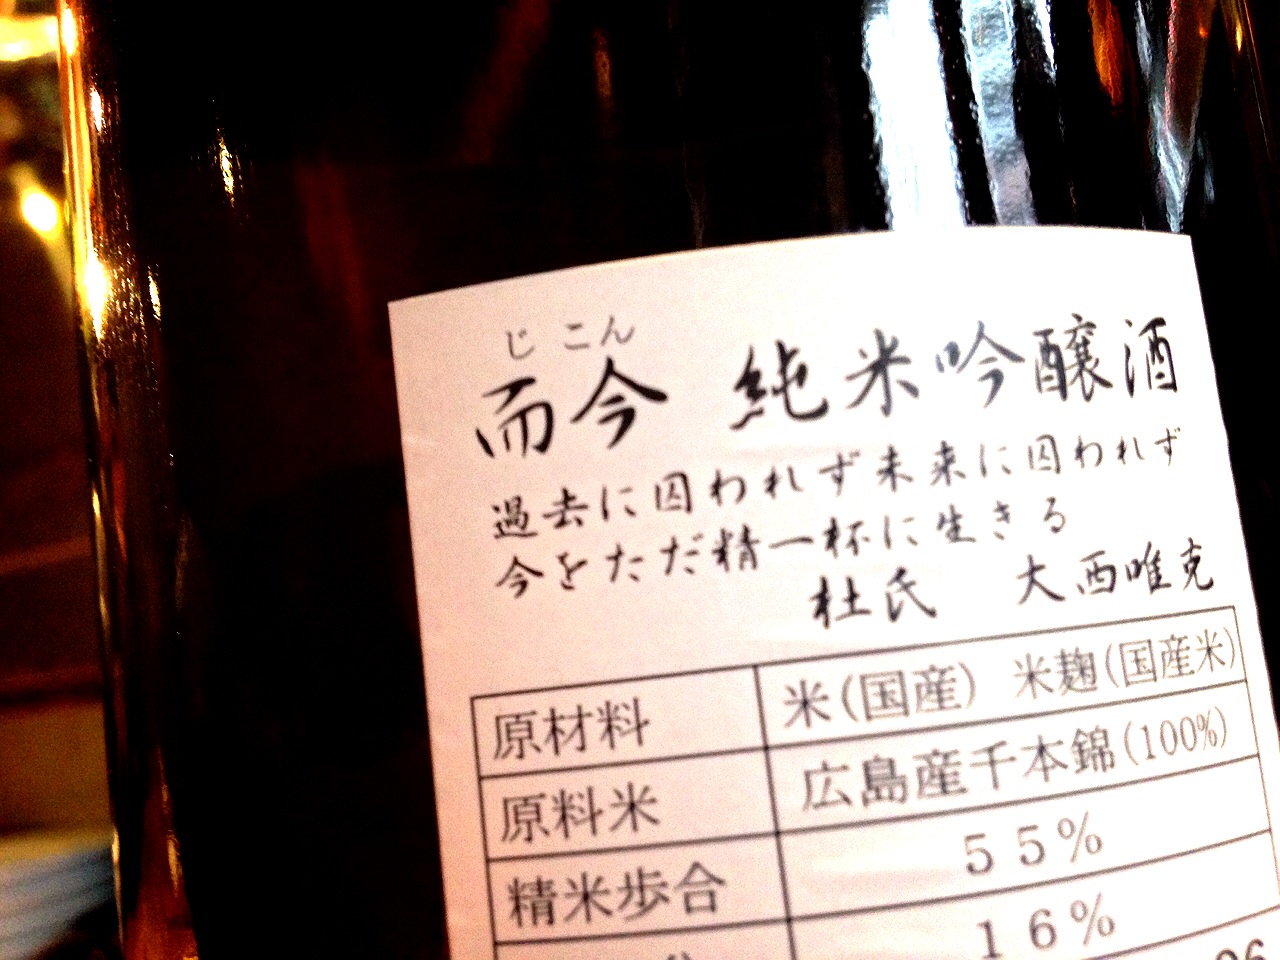 じこん
而今 純米吟醸酒
過去に囚われず未来に囚われず
今をただ精一杯に生きる
杜氏 大西唯克
原材料 米(国産) 米麹(国産米)
原料米 広島産千本錦(100%)
精米歩合 55%
16%